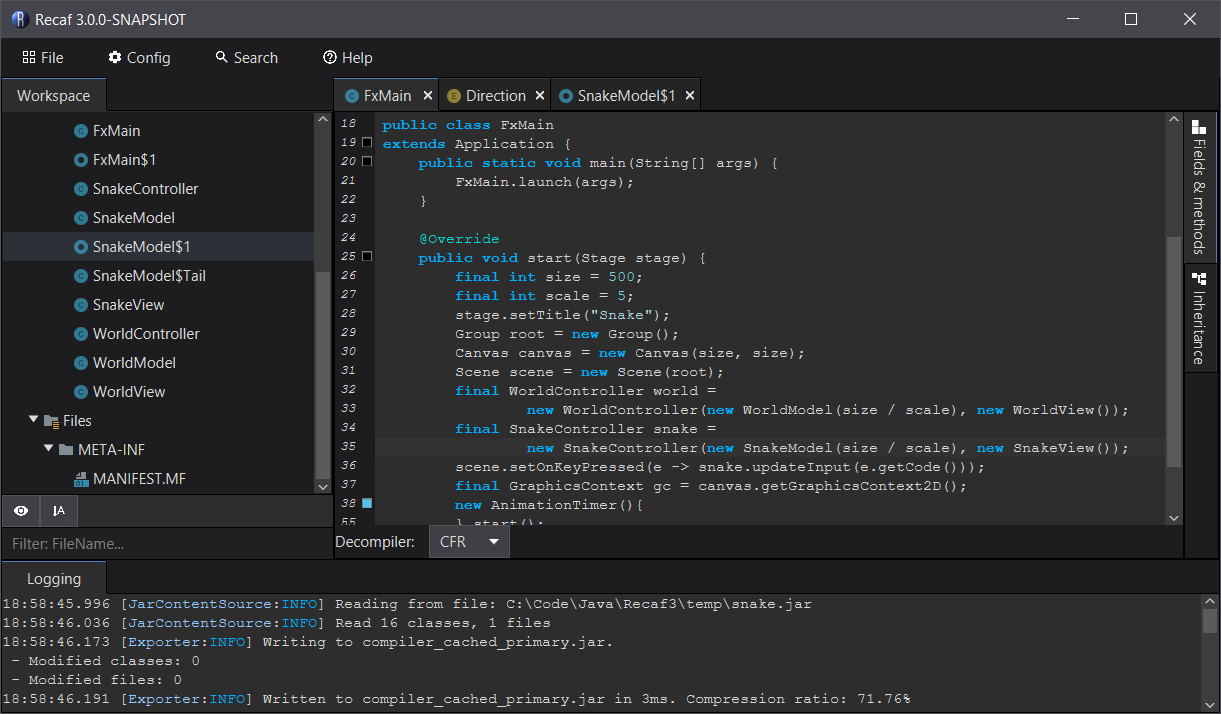 Recaf 3.0.0-SNAPSHOT
File Config Search Help
Workspace
FxMain
FxMain$1
SnakeController
SnakeModel
SnakeModel$1
SnakeModel$Tail
SnakeView
WorldController
WorldModel
WorldView
Files
META-INF
MANIFEST.MF
Filter: FileName...
FxMain Direction SnakeModel$1
18 public class FxMain
19 extends Application {
20 public static void main(String[] args) {
21 FxMain.launch(args);
22 }
23
24 @Override
25 public void start(Stage stage) {
26 final int size = 500;
27 final int scale = 5;
28 stage.setTitle("Snake");
29 Group root = new Group();
30 Canvas canvas = new Canvas(size, size);
31 Scene scene = new Scene(root);
32 final WorldController world =
33 new WorldController(new WorldModel(size / scale), new WorldView());
34 final SnakeController snake =
35 new SnakeController(new SnakeModel(size / scale), new SnakeView());
36 scene.setOnKeyPressed(e -> snake.updateInput(e.getCode()));
37 final GraphicsContext gc = canvas.getGraphicsContext2D();
38 new AnimationTimer(){
55 }.start();
Decompiler: CFR
Fields & methods
Inheritance
Logging
18:58:45.996 [JarContentSource:INFO] Reading from file: C:\Code\Java\Recaf3\temp\snake.jar
18:58:46.036 [JarContentSource:INFO] Read 16 classes, 1 files
18:58:46.173 [Exporter:INFO] Writing to compiler_cached_primary.jar.
- Modified classes: 0
- Modified files: 0
18:58:46.191 [Exporter:INFO] Written to compiler_cached_primary.jar in 3ms. Compression ratio: 71.76%